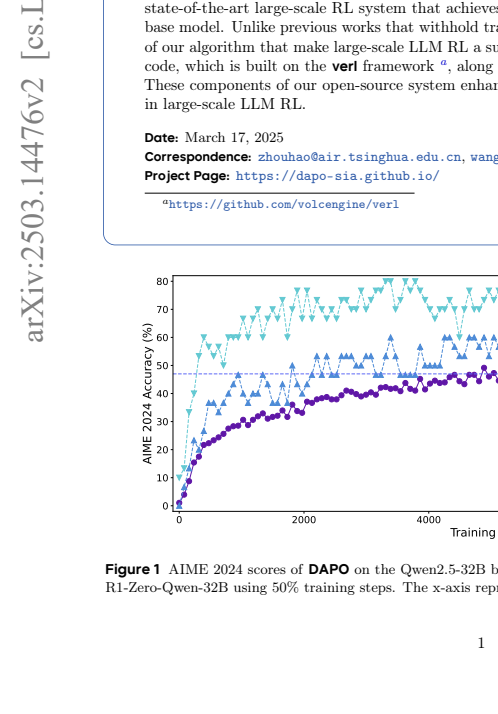 state-of-the-art large-scale RL system that achieves
base model. Unlike previous works that withhold tra
of our algorithm that make large-scale LLM RL a su
code, which is built on the verl framework a, along
These components of our open-source system enhan
in large-scale LLM RL.
Date: March 17, 2025
Correspondence: zhouhao@air.tsinghua.edu.cn, wang
Project Page: https://dapo-sia.github.io/
ahttps://github.com/volcengine/verl
arXiv:2503.14476v2 [cs.L
AIME 2024 Accuracy (%)
80
70
60
50
40
30
20
10
0
0 2000 4000
Training
Figure 1 AIME 2024 scores of DAPO on the Qwen2.5-32B b
R1-Zero-Qwen-32B using 50% training steps. The x-axis repr
1